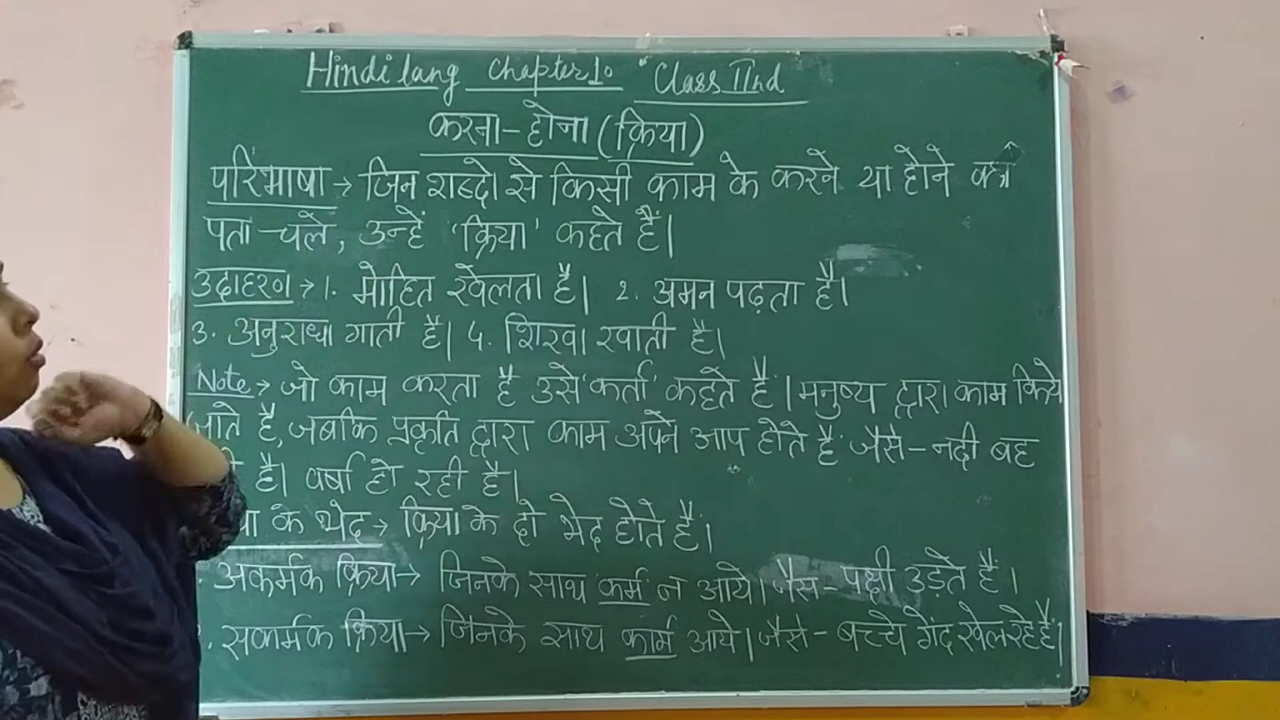 Hindi lang Chapter 10 Class IInd
करना-होना (क्रिया)
परिभाषा → जिन शब्दो से किसी काम के करने या होने का
पता चले, उन्हें 'क्रिया' कहते हैं।
उदाहरण → 1. मोहित खेलता है। 2. अमन पढ़ता है।
3. अनुराधा गाती है। 4. शिखा खाती है।
Note → जो काम करता है उसे 'कर्ता' कहते है। मनुष्य द्वारा काम किये
जाते है, जबकि प्रकृति द्वारा काम अपने आप होते है जैसे- नदी बह
है। वर्षा हो रही है।
के भेद → क्रिया के दो भेद होते है।
अकर्मक क्रिया → जिनके साथ कर्म न आये। जैसे- पक्षी उड़ते हैं।
सकर्मक क्रिया → जिनके साथ कार्म आये। जैसे- बच्चे गेंद खेल रहे हैं।